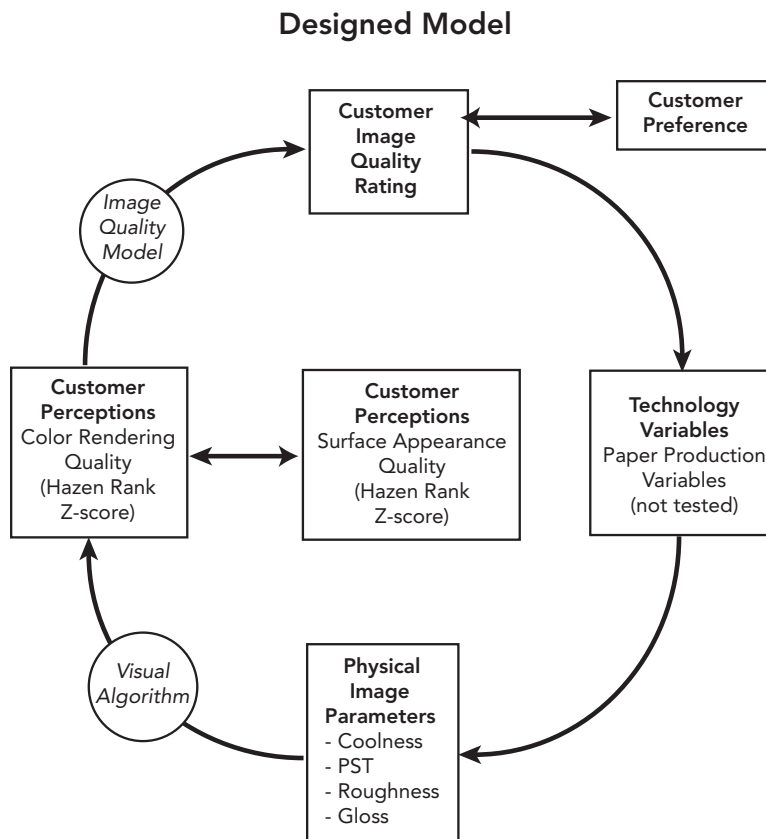 Designed Model
Customer
Image
Quality
Rating
Customer
Preference
Image
Quality
Model
Customer
Perceptions
Color Rendering
Quality
(Hazen Rank
Z-score)
Customer
Perceptions
Surface Appearance
Quality
(Hazen Rank
Z-score)
Technology
Variables
Paper Production
Variables
(not tested)
Visual
Algorithm
Physical
Image
Parameters
- Coolness
- PST
- Roughness
- Gloss